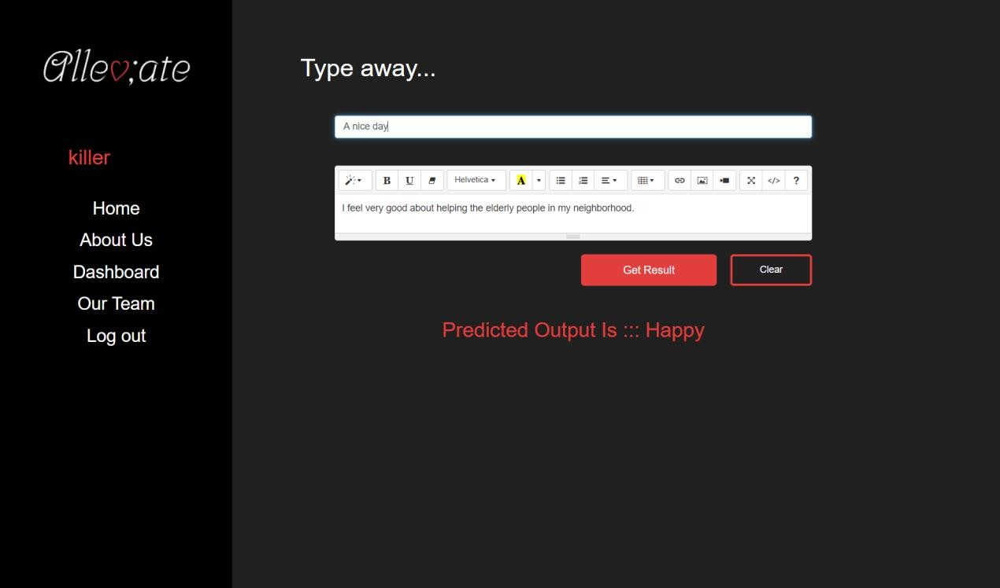 Allev;ate
killer
Home
About Us
Dashboard
Our Team
Log out
Type away...
A nice day
B U Helvetica A </> ?
I feel very good about helping the elderly people in my neighborhood.
Get Result Clear
Predicted Output Is ::: Happy